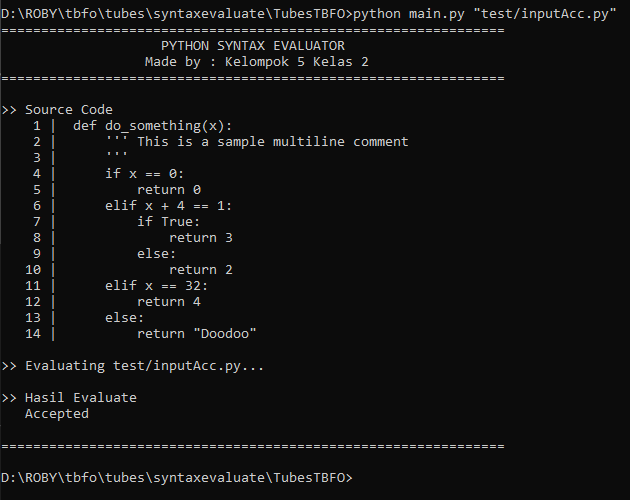 D:\ROBY\tbfo\tubes\syntaxevaluate\TubesTBFO>python main.py "test/inputAcc.py"
===============================================================
                    PYTHON SYNTAX EVALUATOR
                  Made by : Kelompok 5 Kelas 2
===============================================================

>> Source Code
    1 |  def do_something(x):
    2 |      ''' This is a sample multiline comment
    3 |      '''
    4 |      if x == 0:
    5 |          return 0
    6 |      elif x + 4 == 1:
    7 |          if True:
    8 |              return 3
    9 |          else:
   10 |              return 2
   11 |      elif x == 32:
   12 |          return 4
   13 |      else:
   14 |          return "Doodoo"

>> Evaluating test/inputAcc.py...

>> Hasil Evaluate
   Accepted

===============================================================

D:\ROBY\tbfo\tubes\syntaxevaluate\TubesTBFO>